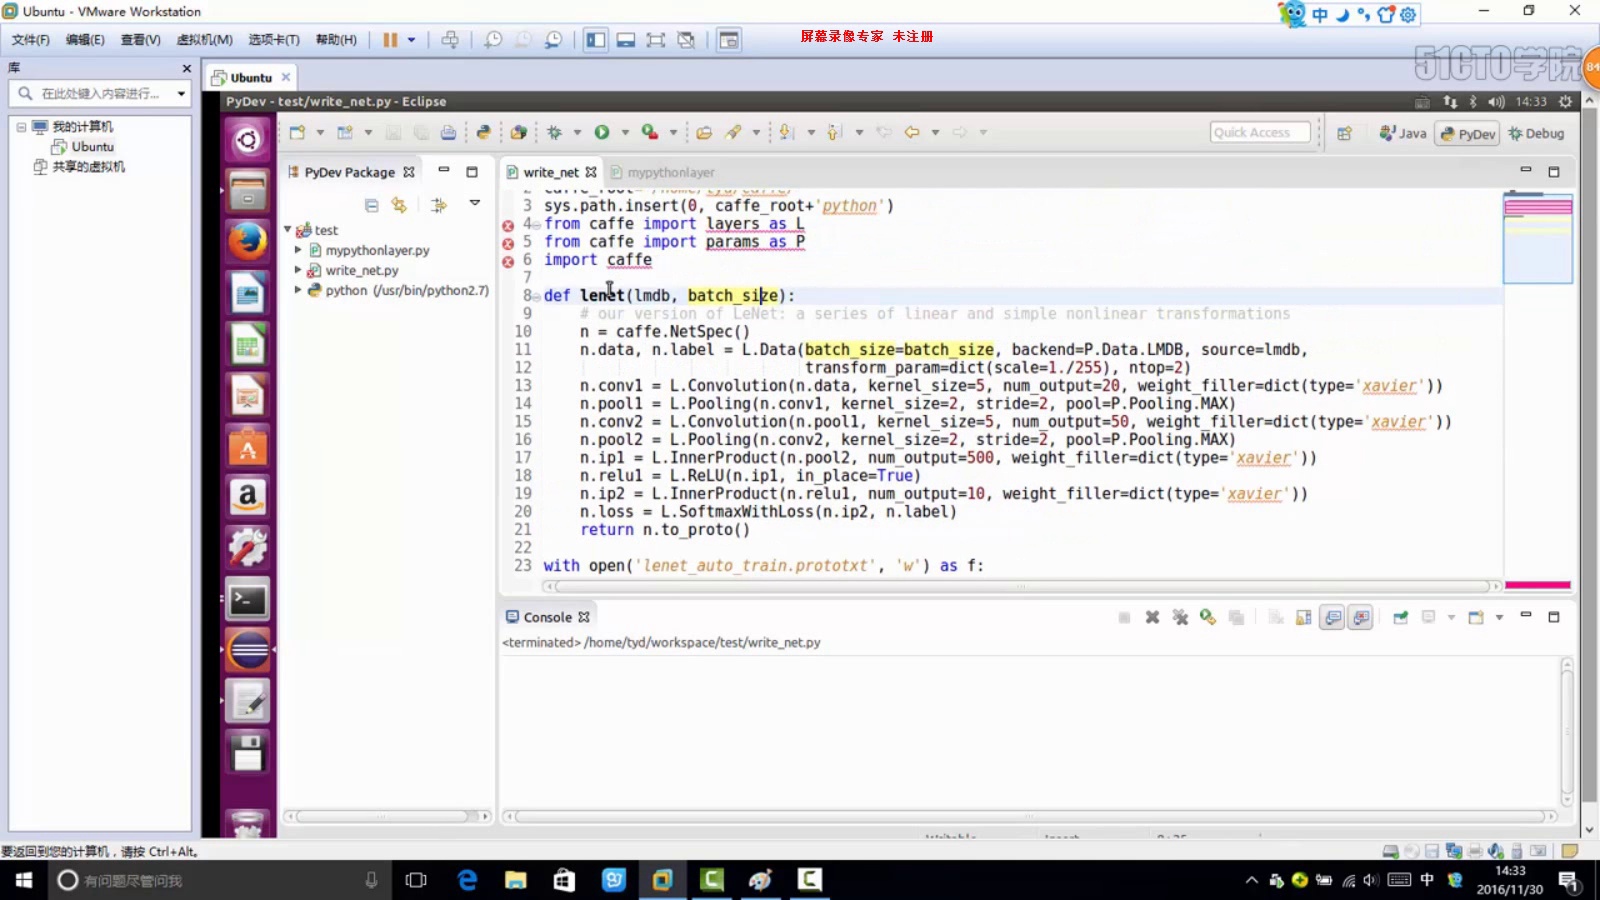 Ubuntu - VMware Workstation
中
文件(F) 编辑(E) 查看(V) 虚拟机(M) 选项卡(T) 帮助(H)
屏幕录像专家 未注册
51CTO学院
84
库
在此处键入内容进行...
我的计算机
Ubuntu
共享的虚拟机
Ubuntu
PyDev - test/write_net.py - Eclipse
14:33
Quick Access
Java
PyDev
Debug
PyDev Package
test
mypythonlayer.py
write_net.py
python (/usr/bin/python2.7)
write_net
mypythonlayer
3 sys.path.insert(0, caffe_root+'python')
4 from caffe import layers as L
5 from caffe import params as P
6 import caffe
7
8 def lenet(lmdb, batch_size):
9 # our version of LeNet: a series of linear and simple nonlinear transformations
10 n = caffe.NetSpec()
11 n.data, n.label = L.Data(batch_size=batch_size, backend=P.Data.LMDB, source=lmdb,
12 transform_param=dict(scale=1./255), ntop=2)
13 n.conv1 = L.Convolution(n.data, kernel_size=5, num_output=20, weight_filler=dict(type='xavier'))
14 n.pool1 = L.Pooling(n.conv1, kernel_size=2, stride=2, pool=P.Pooling.MAX)
15 n.conv2 = L.Convolution(n.pool1, kernel_size=5, num_output=50, weight_filler=dict(type='xavier'))
16 n.pool2 = L.Pooling(n.conv2, kernel_size=2, stride=2, pool=P.Pooling.MAX)
17 n.ip1 = L.InnerProduct(n.pool2, num_output=500, weight_filler=dict(type='xavier'))
18 n.relu1 = L.ReLU(n.ip1, in_place=True)
19 n.ip2 = L.InnerProduct(n.relu1, num_output=10, weight_filler=dict(type='xavier'))
20 n.loss = L.SoftmaxWithLoss(n.ip2, n.label)
21 return n.to_proto()
22
23 with open('lenet_auto_train.prototxt', 'w') as f:
Console
<terminated> /home/tyd/workspace/test/write_net.py
要返回到您的计算机，请按 Ctrl+Alt。
有问题尽管问我
中
14:33
2016/11/30
1